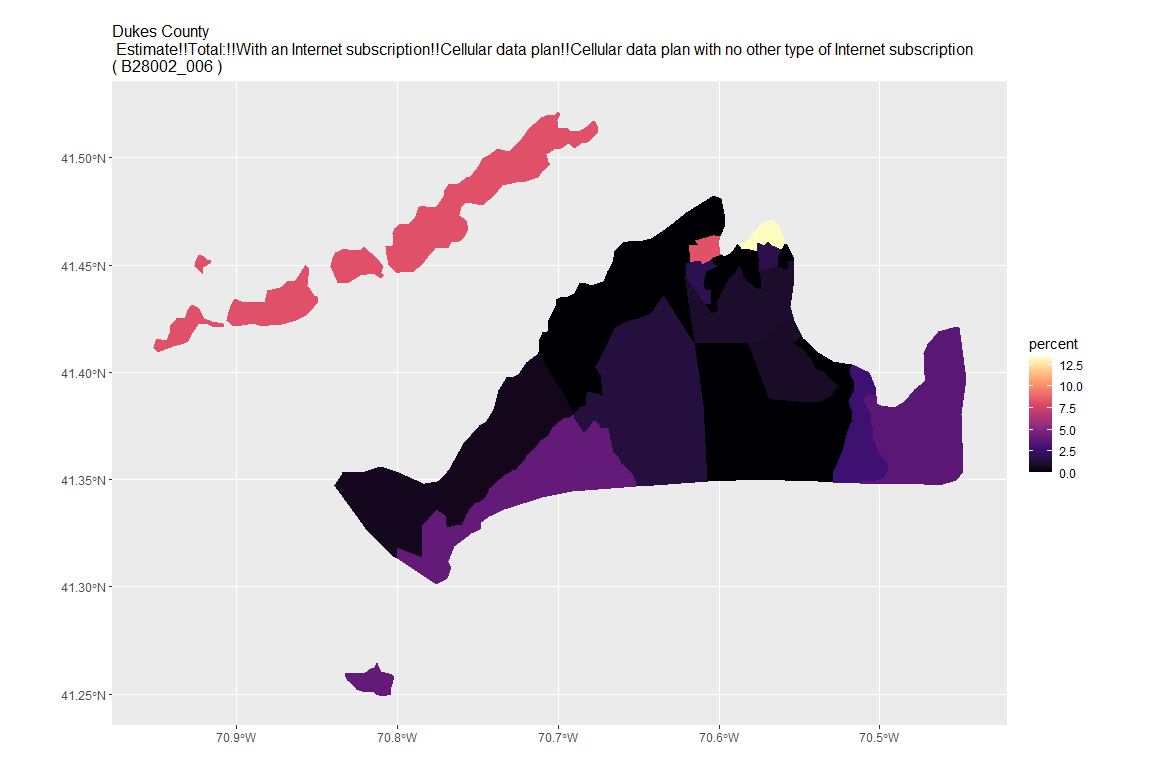 Dukes County
Estimate!!Total:!!With an Internet subscription!!Cellular data plan!!Cellular data plan with no other type of Internet subscription
( B28002_006 )
41.50°N
41.45°N
41.40°N
41.35°N
41.30°N
41.25°N
70.9°W
70.8°W
70.7°W
70.6°W
70.5°W
percent
12.5
10.0
7.5
5.0
2.5
0.0